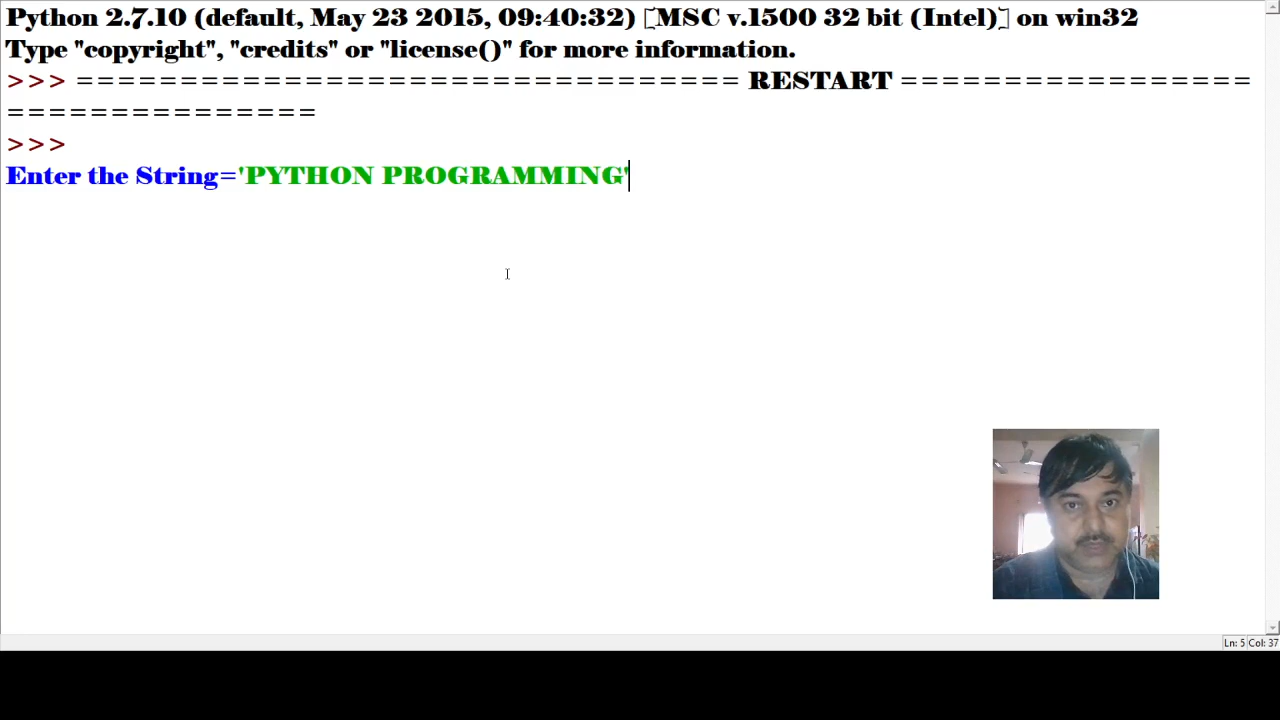 Python 2.7.10 (default, May 23 2015, 09:40:32) [MSC v.1500 32 bit (Intel)] on win32
Type "copyright", "credits" or "license()" for more information.
>>> ================================ RESTART =================
===============
>>>
Enter the String='PYTHON PROGRAMMING'
Ln: 5 Col: 37